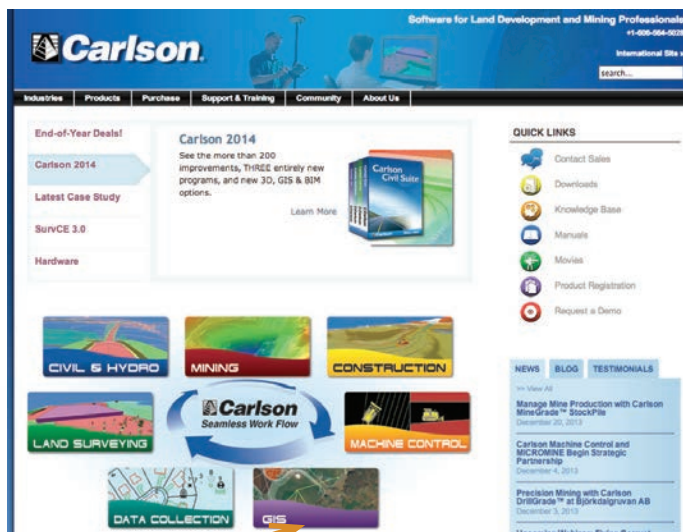 Software for Land Development and Mining Professionals
+1-606-564-5028
Carlson
International Site »
search...
Industries Products Purchase Support & Training Community About Us
End-of-Year Deals!
Carlson 2014
Latest Case Study
SurvCE 3.0
Hardware
Carlson 2014
See the more than 200
improvements, THREE entirely new
programs, and new 3D, GIS & BIM
options.
Learn More
Carlson
Civil Suite
QUICK LINKS
Contact Sales
Downloads
Knowledge Base
Manuals
Movies
Product Registration
Request a Demo
CIVIL & HYDRO
MINING
CONSTRUCTION
LAND SURVEYING
Carlson
Seamless Work Flow
MACHINE CONTROL
DATA COLLECTION
GIS
NEWS BLOG TESTIMONIALS
>> View All
Manage Mine Production with Carlson
MineGrade™ StockPile
December 20, 2013
Carlson Machine Control and
MICROMINE Begin Strategic
Partnership
December 4, 2013
Precision Mining with Carlson
DrillGrade™ at Björkdalgruvan AB
December 3, 2013